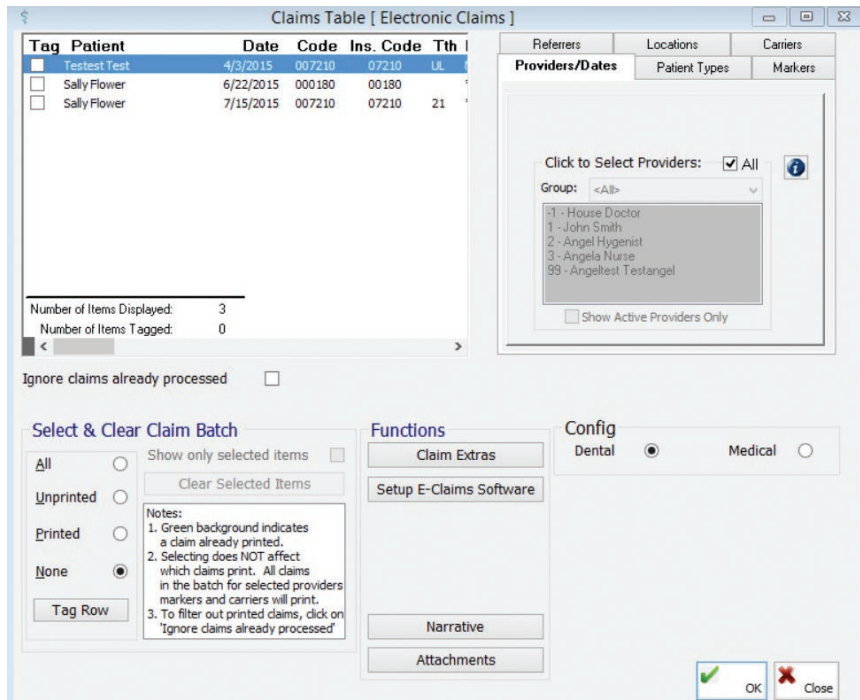 Claims Table [ Electronic Claims ]
Tag Patient Date Code Ins. Code Tth
Testest Test 4/3/2015 007210 07210 UL
Sally Flower 6/22/2015 000180 00180
Sally Flower 7/15/2015 007210 07210 21
Number of Items Displayed: 3
Number of Items Tagged: 0
Referrers Locations Carriers
Providers/Dates Patient Types Markers
Click to Select Providers: All
Group: <All>
-1 - House Doctor
1 - John Smith
2 - Angel Hygenist
3 - Angela Nurse
99 - Angeltest Testangel
Show Active Providers Only
Ignore claims already processed
Select & Clear Claim Batch
All
Unprinted
Printed
None
Tag Row
Show only selected items
Clear Selected Items
Notes:
1. Green background indicates
a claim already printed.
2. Selecting does NOT affect
which claims print. All claims
in the batch for selected providers
markers and carriers will print.
3. To filter out printed claims, click on
'Ignore claims already processed'
Functions
Claim Extras
Setup E-Claims Software
Narrative
Attachments
Config
Dental Medical
OK Close